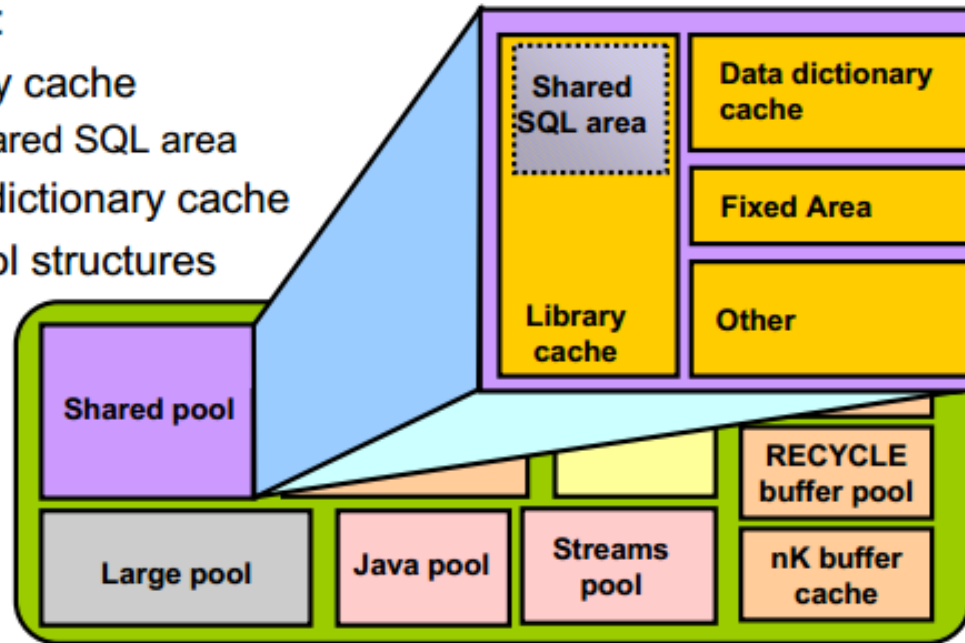 :
y cache
ared SQL area
dictionary cache
ol structures
Shared
SQL area
Library
cache
Data dictionary
cache
Fixed Area
Other
Shared pool
RECYCLE
buffer pool
Large pool
Java pool
Streams
pool
nK buffer
cache